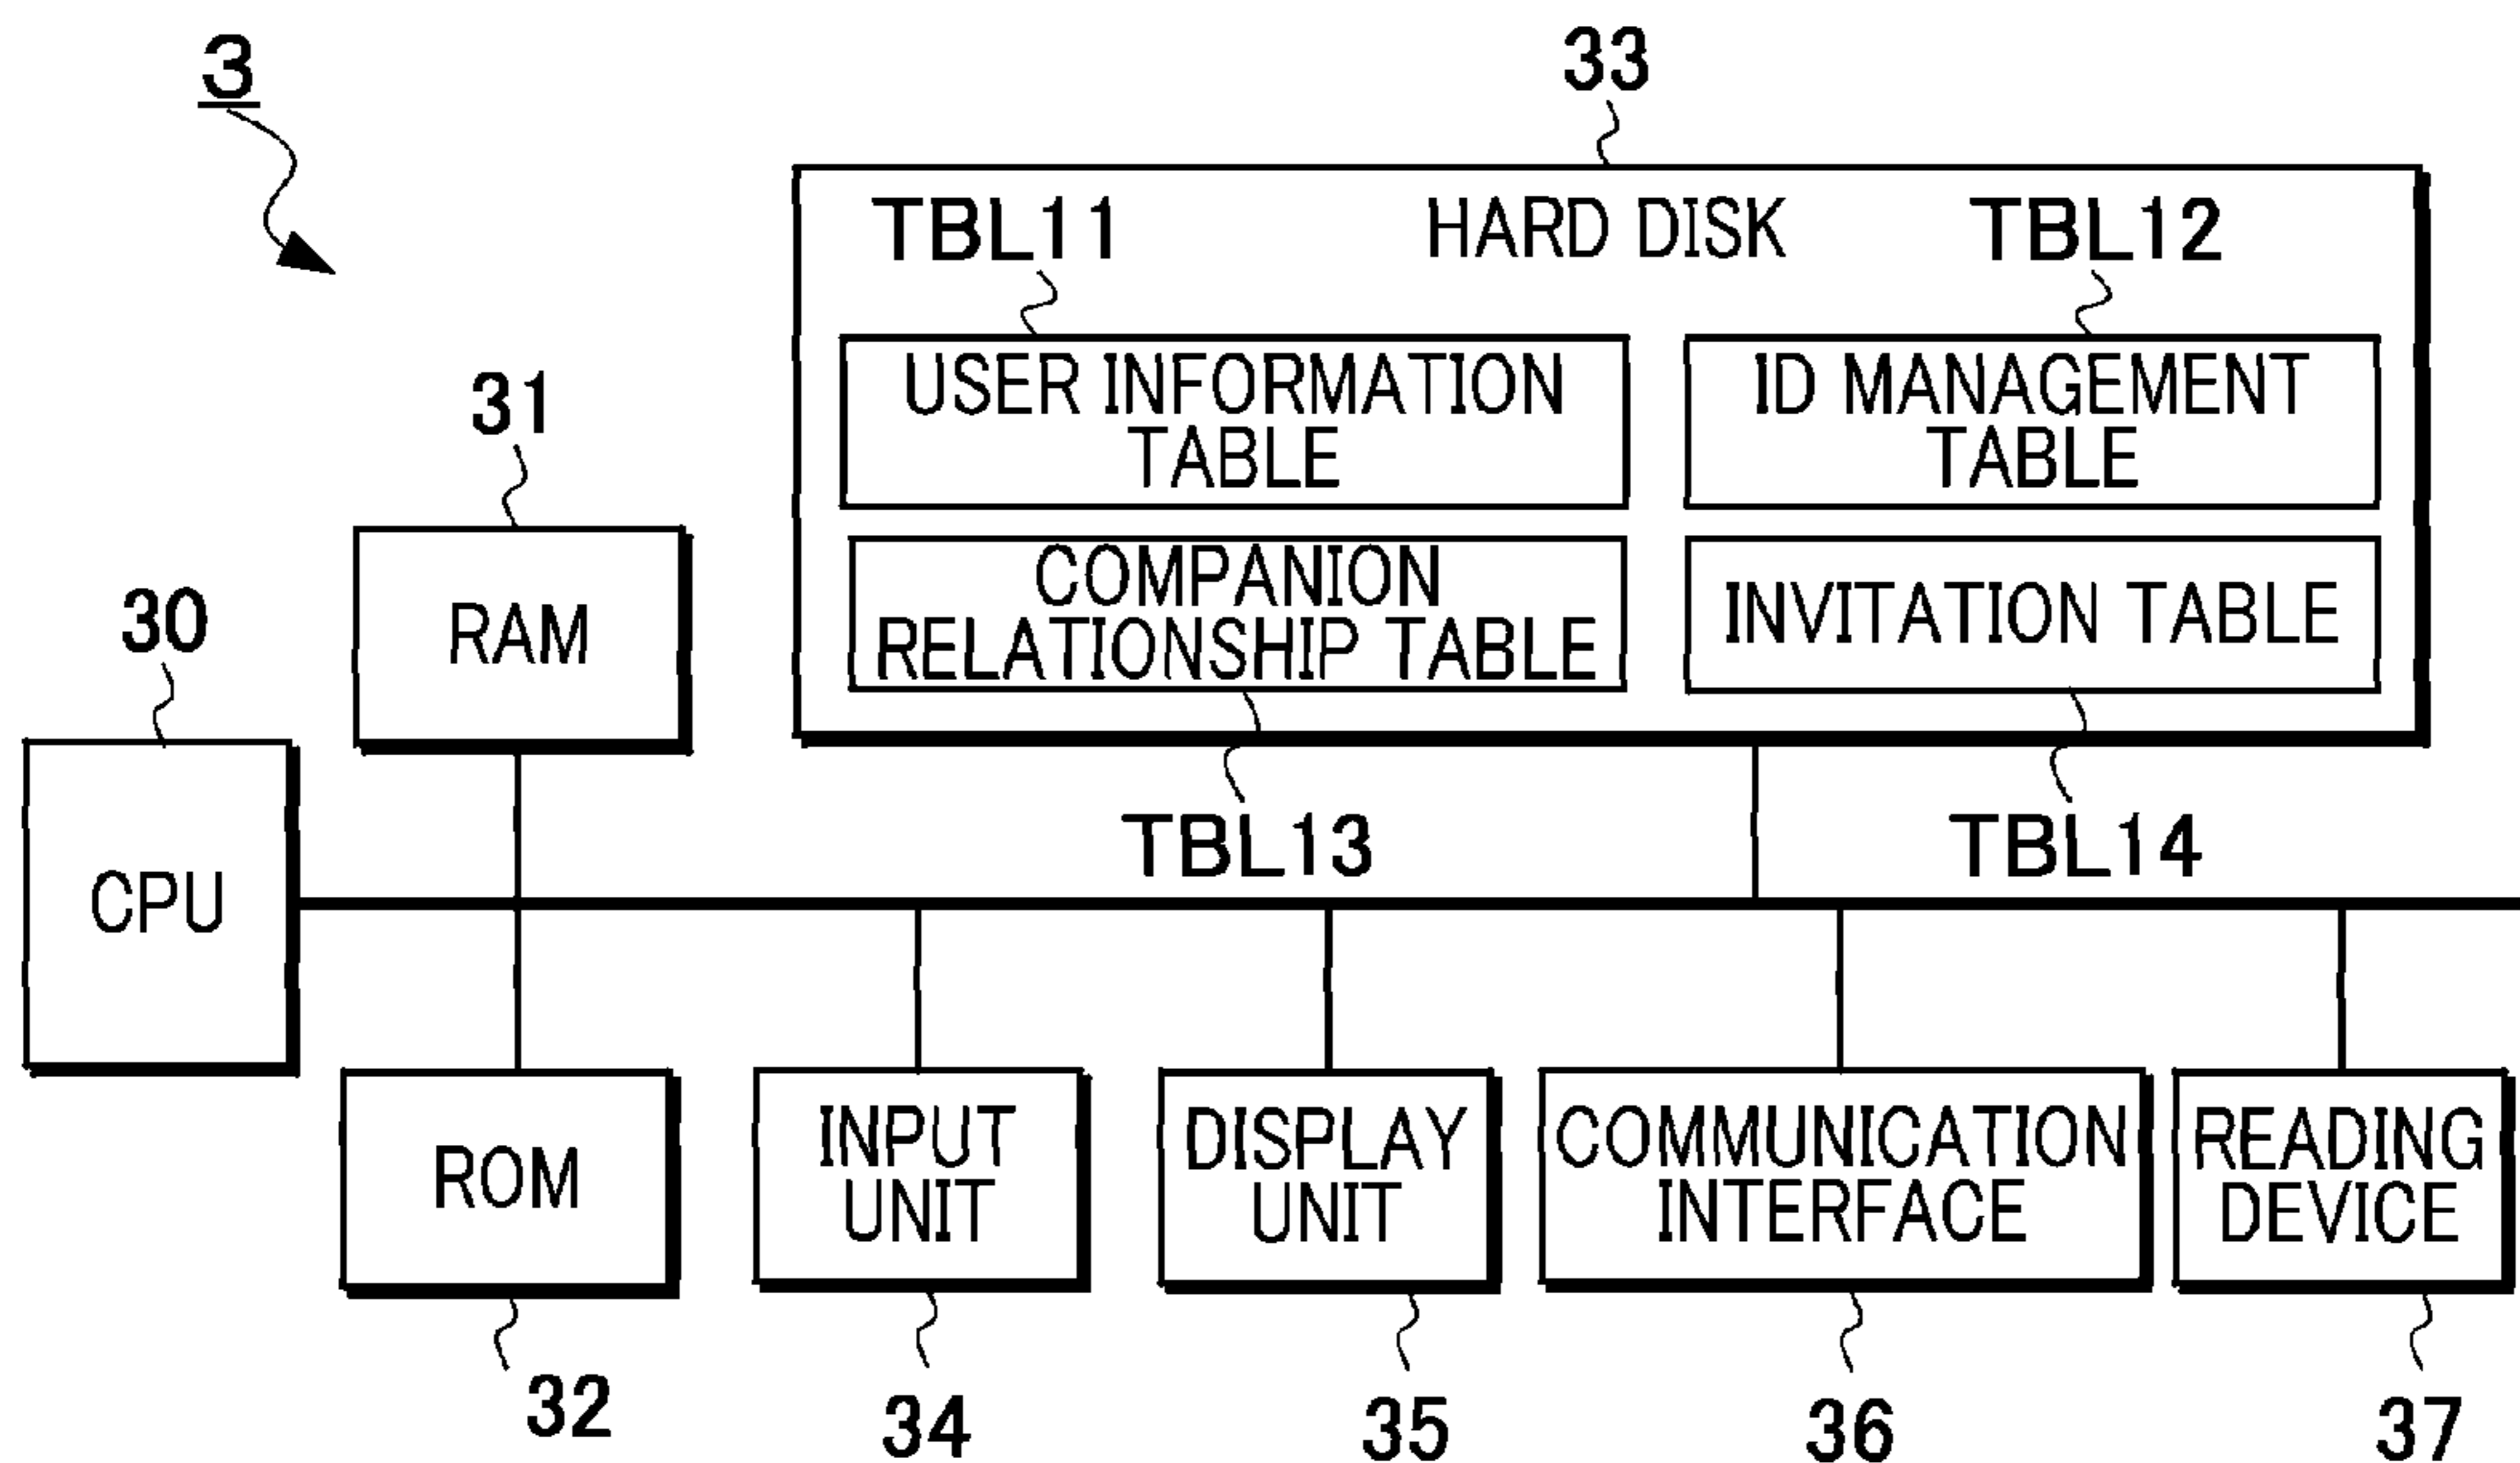 3
33
TBL11
HARD DISK
TBL12
USER INFORMATION
TABLE
ID MANAGEMENT
TABLE
31
COMPANION
RELATIONSHIP TABLE
INVITATION TABLE
30
RAM
TBL13
TBL14
CPU
ROM
INPUT
UNIT
DISPLAY
UNIT
COMMUNICATION
INTERFACE
READING
DEVICE
32
34
35
36
37